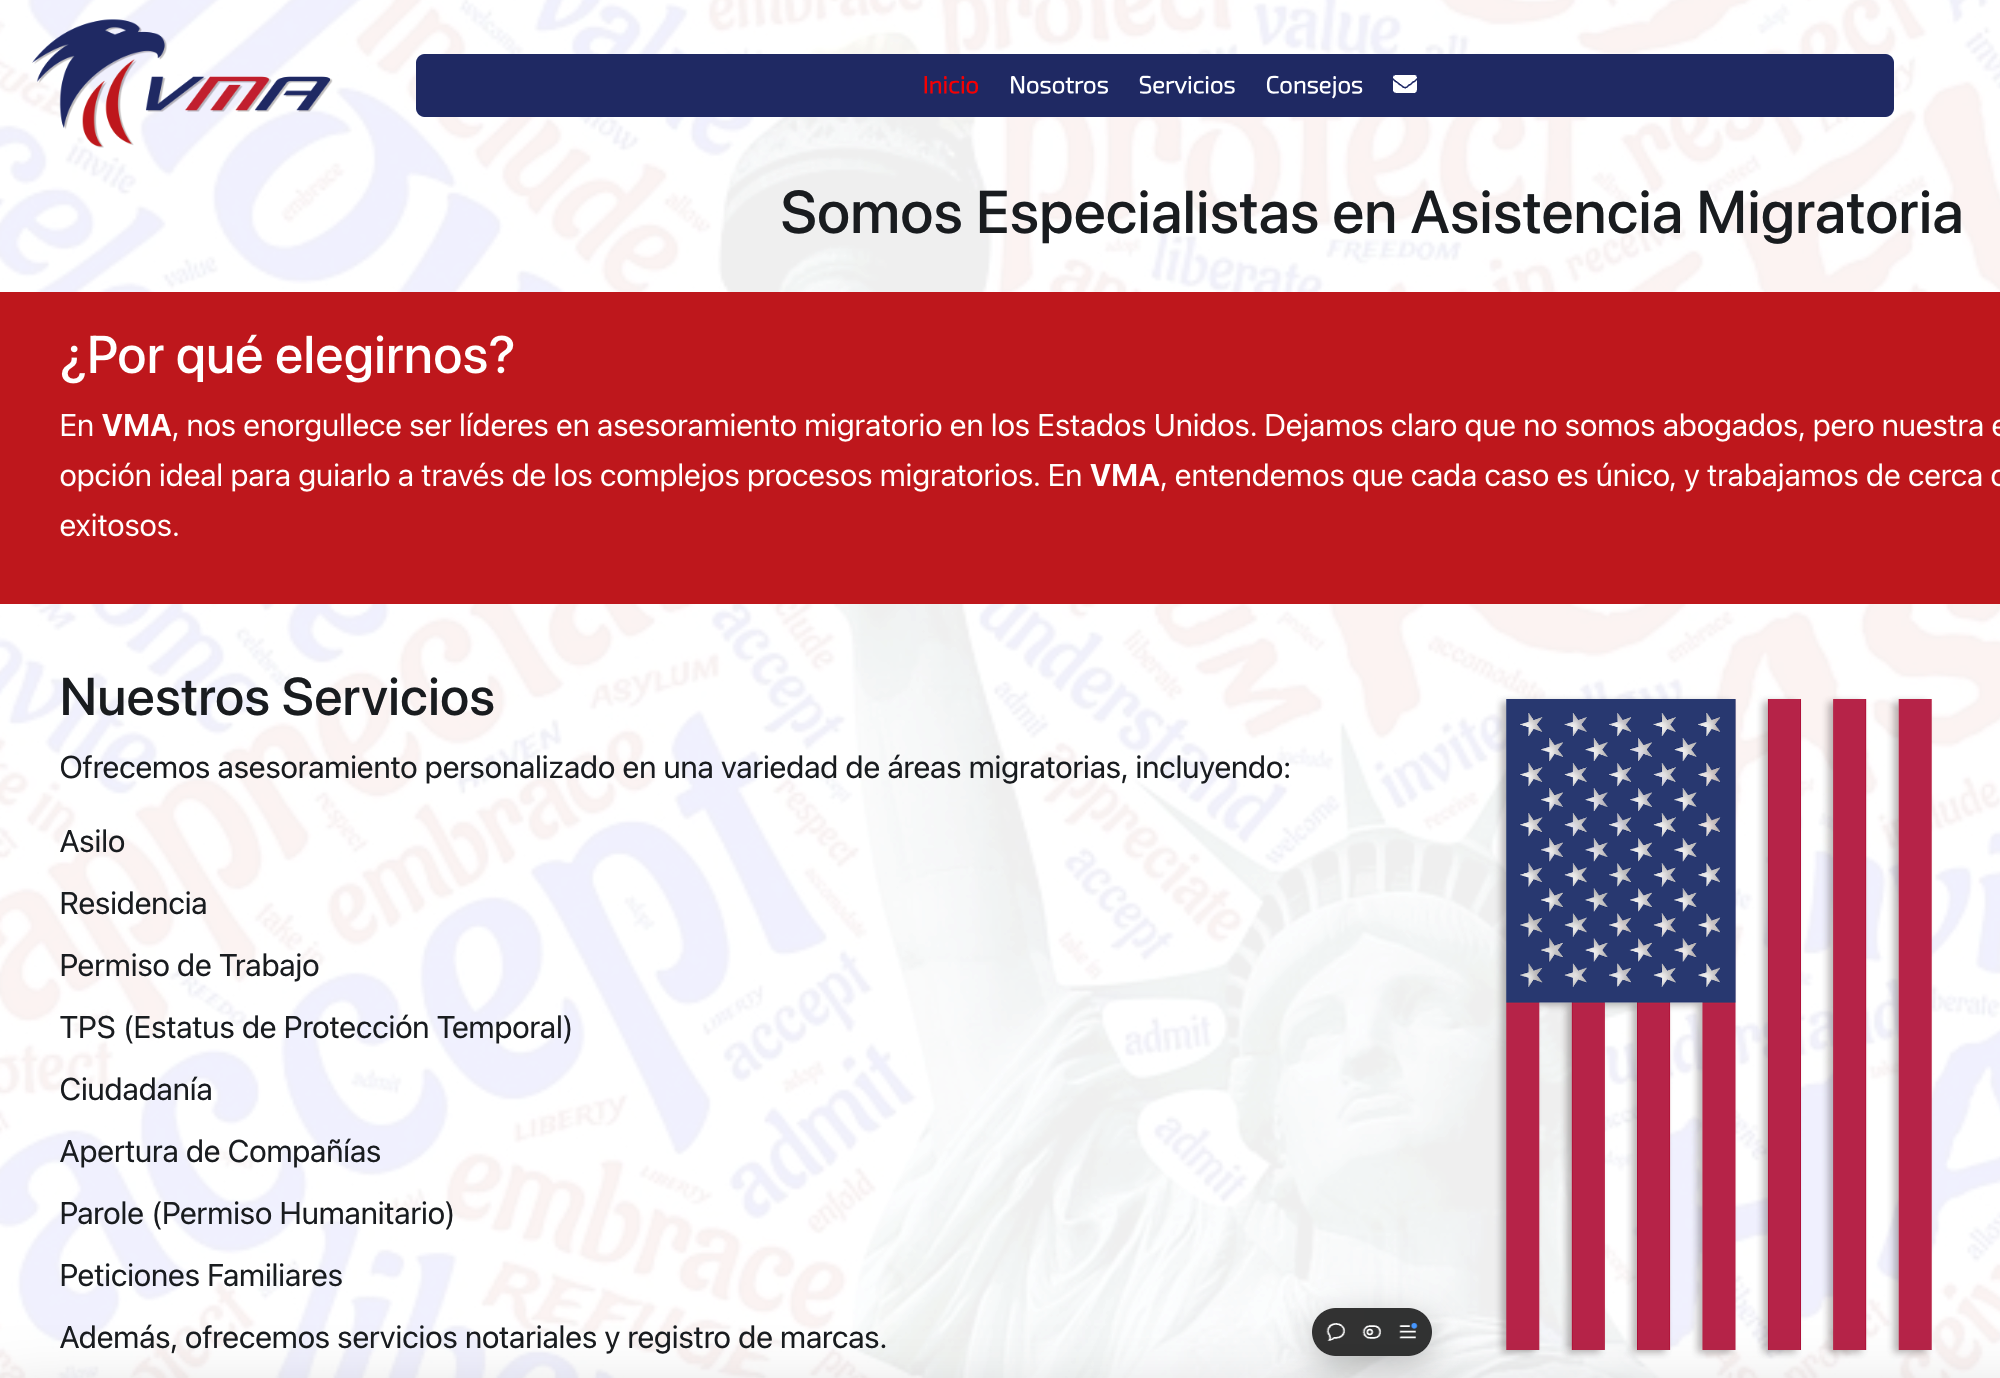 VMA
Inicio Nosotros Servicios Consejos
Somos Especialistas en Asistencia Migratoria
¿Por qué elegirnos?
En VMA, nos enorgullece ser líderes en asesoramiento migratorio en los Estados Unidos. Dejamos claro que no somos abogados, pero nuestra
opción ideal para guiarlo a través de los complejos procesos migratorios. En VMA, entendemos que cada caso es único, y trabajamos de cerca
exitosos.
Nuestros Servicios
Ofrecemos asesoramiento personalizado en una variedad de áreas migratorias, incluyendo:
Asilo
Residencia
Permiso de Trabajo
TPS (Estatus de Protección Temporal)
Ciudadanía
Apertura de Compañías
Parole (Permiso Humanitario)
Peticiones Familiares
Además, ofrecemos servicios notariales y registro de marcas.